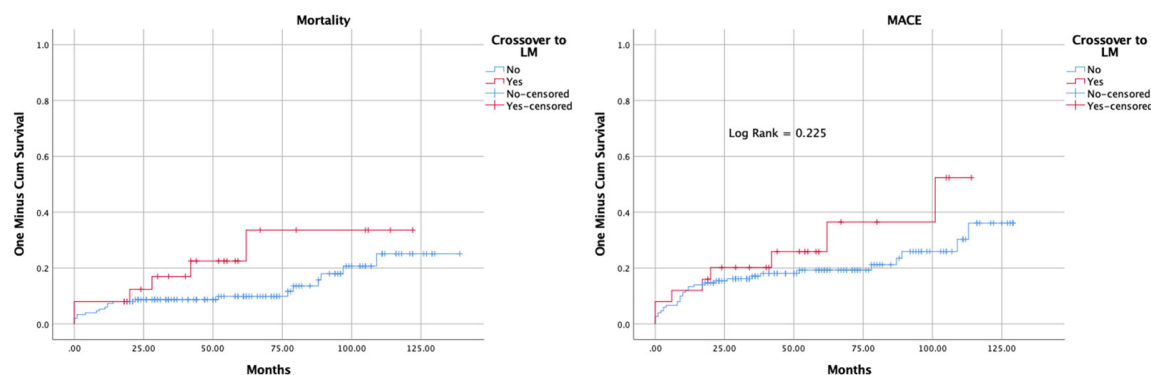 Mortality
Crossover to
LM
No
Yes
No-censored
Yes-censored
One Minus Cum Survival
1.0
0.8
0.6
0.4
0.2
0.0
.00 25.00 50.00 75.00 100.00 125.00
Months
MACE
Crossover to
LM
No
Yes
No-censored
Yes-censored
Log Rank = 0.225
One Minus Cum Survival
1.0
0.8
0.6
0.4
0.2
0.0
.00 25.00 50.00 75.00 100.00 125.00
Months